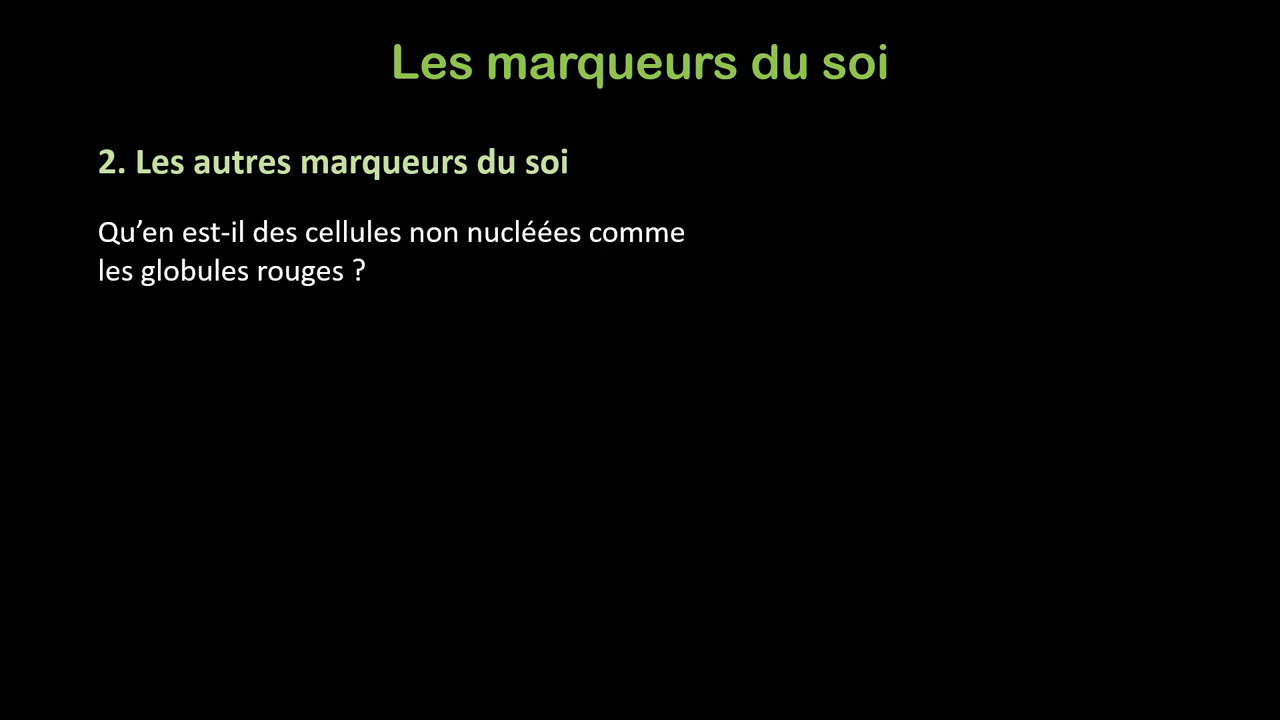 Les marqueurs du soi
2. Les autres marqueurs du soi
Qu’en est-il des cellules non nucléées comme
les globules rouges ?